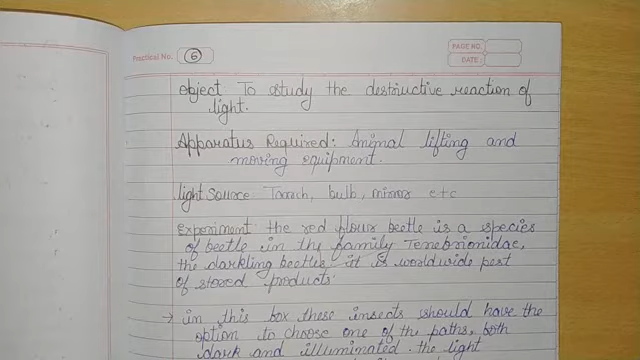 Practical No. 6
PAGE NO.
DATE:
Object To study the destructive reaction of
light.
Apparatus Required: Animal lifting and
moving equipment.
light source Tourch, bulb, mirror etc
Experiment: the red flour beetle is a species
of beetle in the family Tenebrionidae,
the darkling beetles. it is worldwide pest
of stored products
→ in this box these insects should have the
option to choose one of the paths, both
dark and illuminated the light